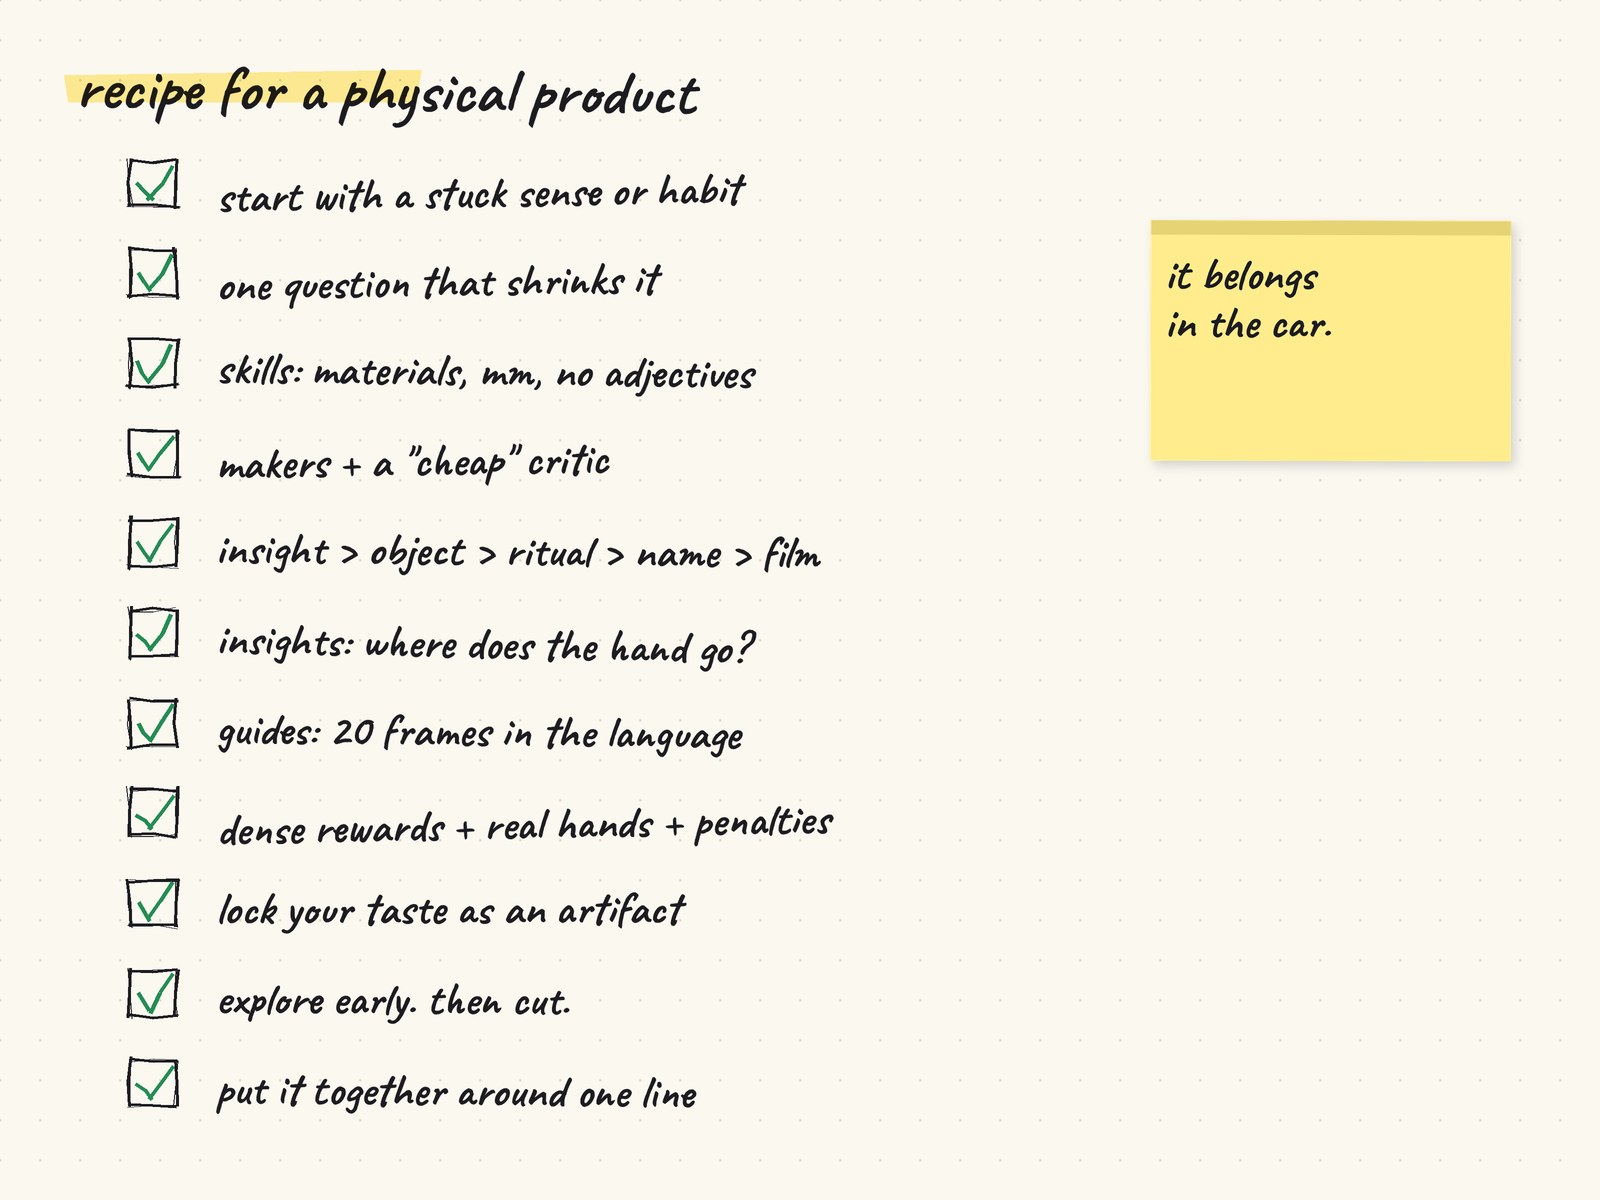 recipe for a physical product
start with a stuck sense or habit
one question that shrinks it
skills: materials, mm, no adjectives
makers + a "cheap" critic
insight > object > ritual > name > film
insights: where does the hand go?
guides: 20 frames in the language
dense rewards + real hands + penalties
lock your taste as an artifact
explore early. then cut.
put it together around one line
it belongs
in the car.